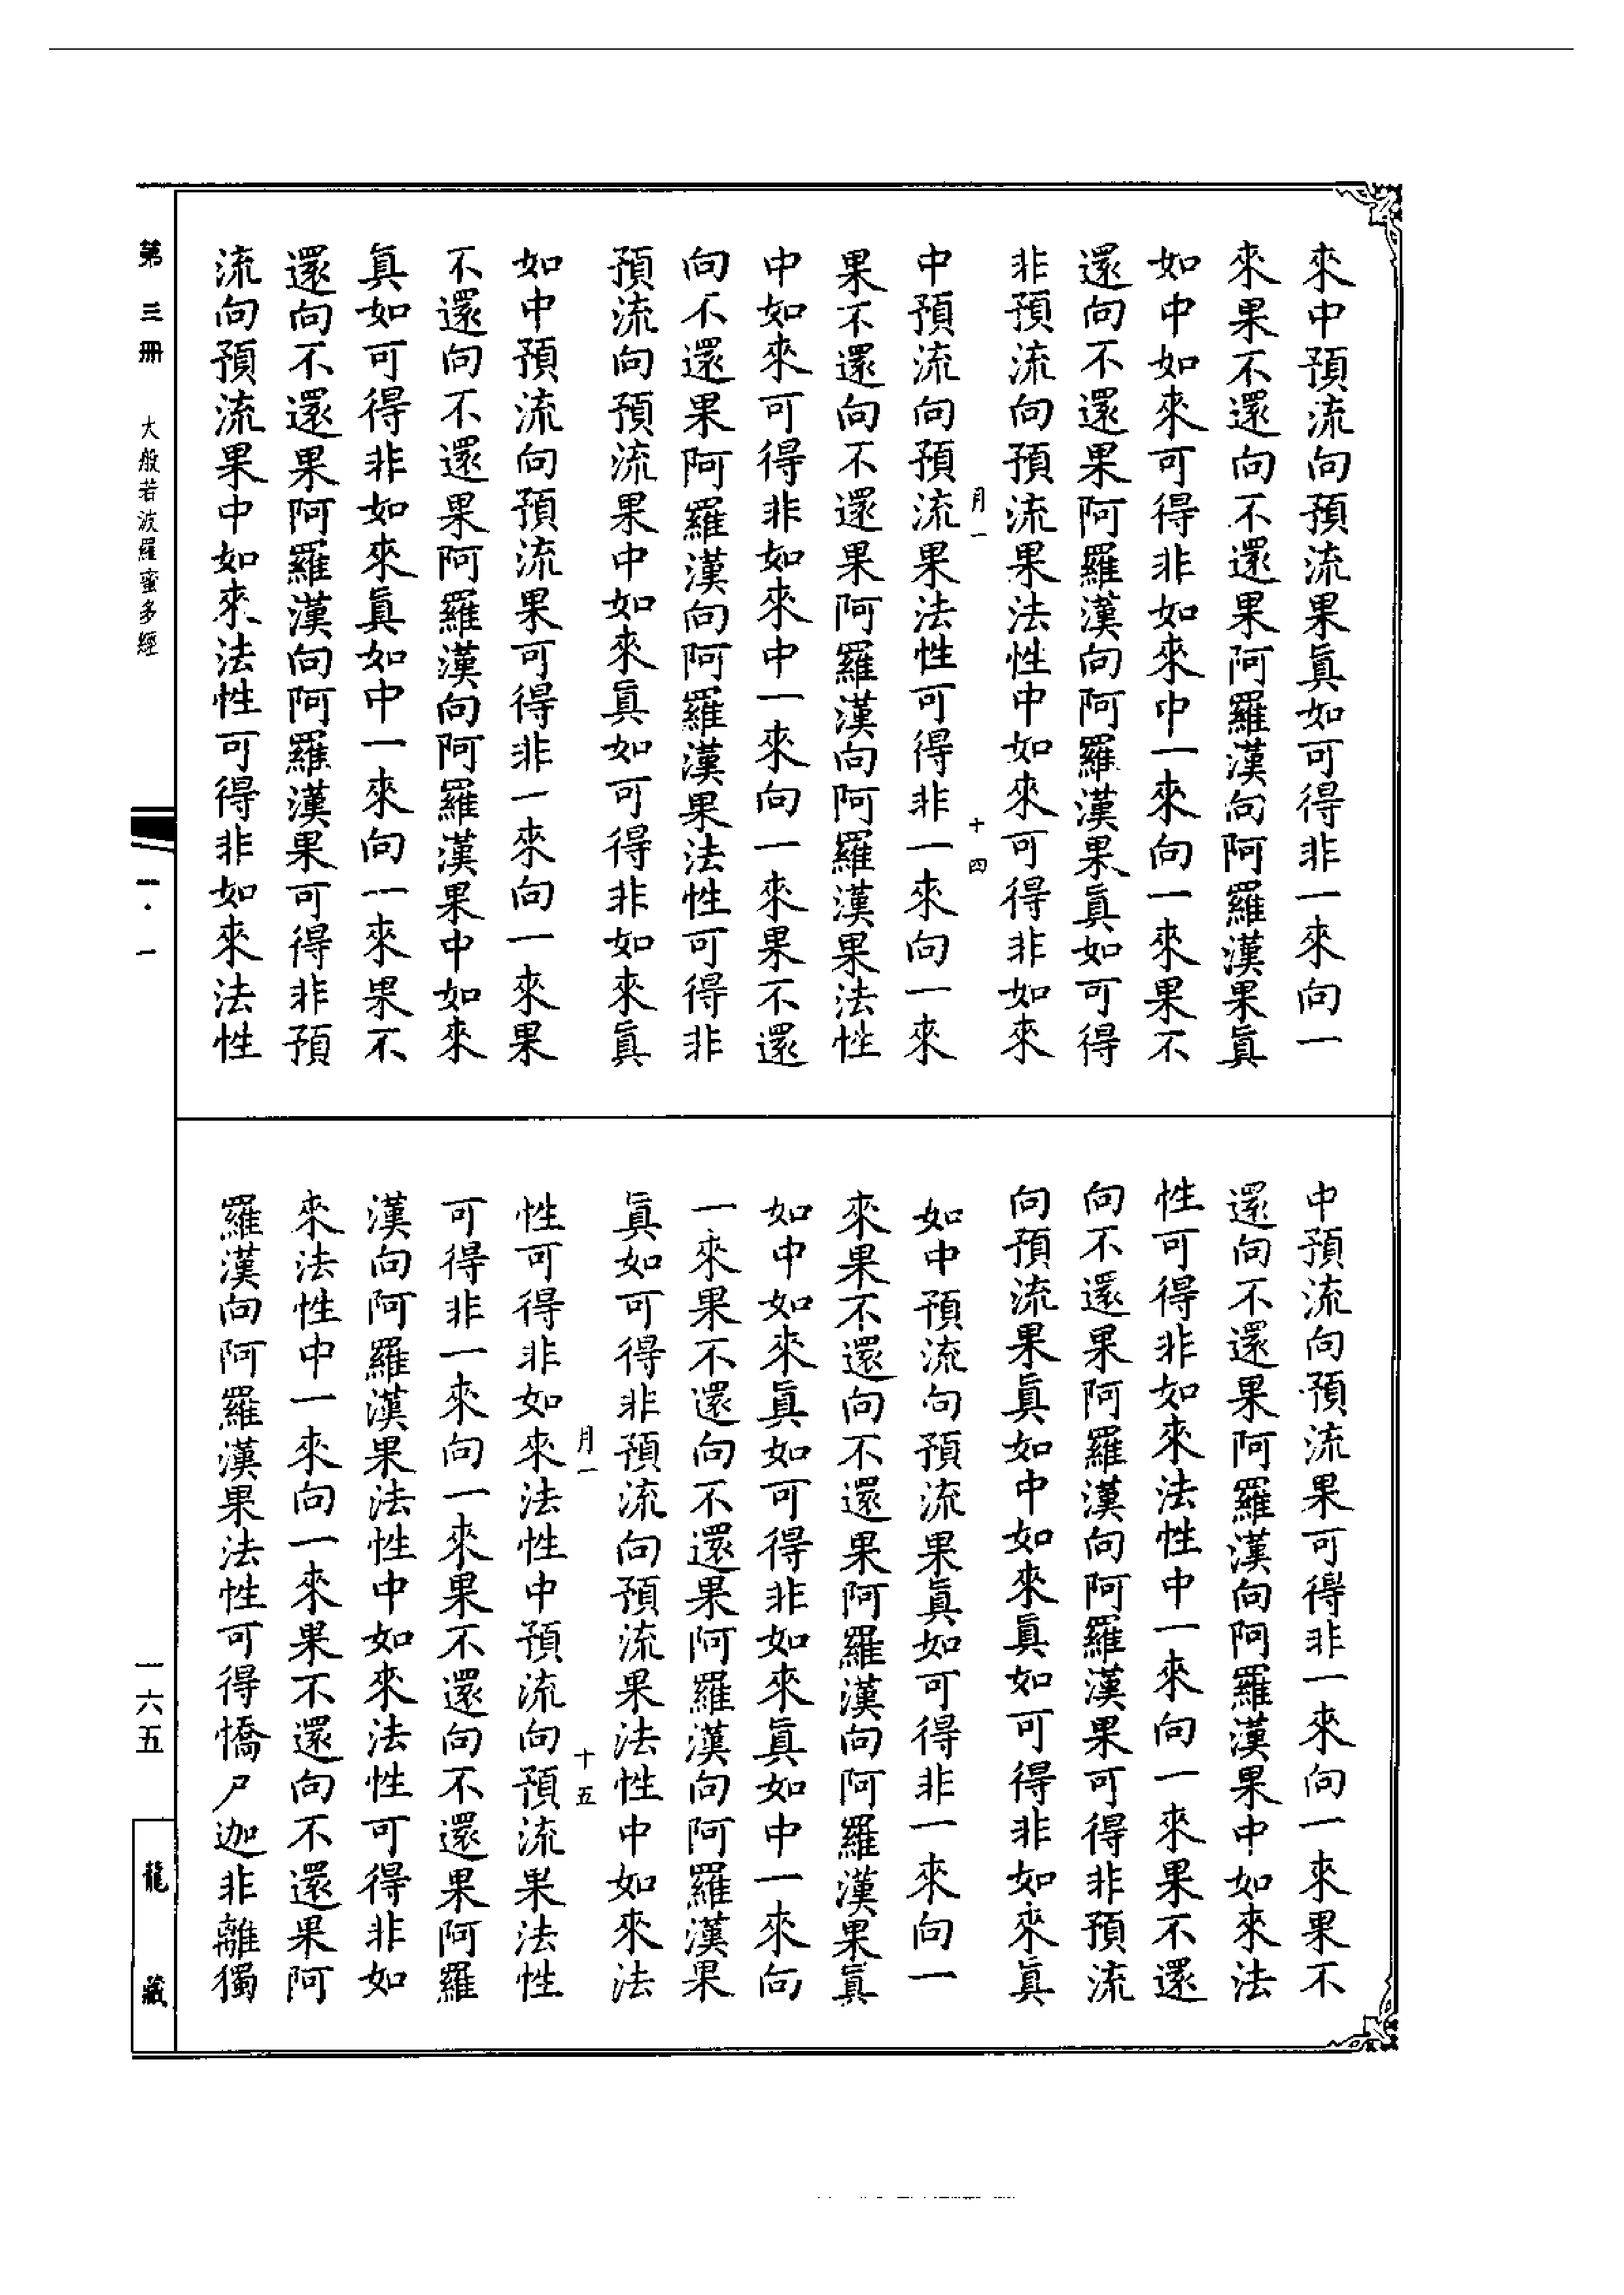 來中預流向預流果眞如可得非一來向一
來果不還向不還果阿羅漢向阿羅漢果眞
如中如來可得非如來中一來向一來果不
還向不還果阿羅漢向阿羅漢果眞如可得
非預流向預流果法性中如來可得非如來
月一 十四
中預流向預流果法性可得非一來向一來
果不還向不還果阿羅漢向阿羅漢果法性
中如來可得非如來中一來向一來果不還
向不還果阿羅漢向阿羅漢果法性可得非
預流向預流果中如來眞如可得非如來眞
如中預流向預流果可得非一來向一來果
不還向不還果阿羅漢向阿羅漢果中如來
眞如可得非如來眞如中一來向一來果不
還向不還果阿羅漢向阿羅漢果可得非預
流向預流果中如來法性可得非如來法性
中預流向預流果可得非一來向一來果不
還向不還果阿羅漢向阿羅漢果中如來法
性可得非如來法性中一來向一來果不還
向不還果阿羅漢向阿羅漢果可得非預流
向預流果眞如中如來眞如可得非如來眞
如中預流向預流果眞如可得非一來向一
來果不還向不還果阿羅漢向阿羅漢果眞
如中如來眞如可得非如來眞如中一來向
一來果不還向不還果阿羅漢向阿羅漢果
眞如可得非預流向預流果法性中如來法
月一 十五
性可得非如來法性中預流向預流果法性
可得非一來向一來果不還向不還果阿羅
漢向阿羅漢果法性中如來法性可得非如
來法性中一來向一來果不還向不還果阿
羅漢向阿羅漢果法性可得憍尸迦非離獨
第三册 大般若波羅蜜多經 一·一 一六五 龍藏